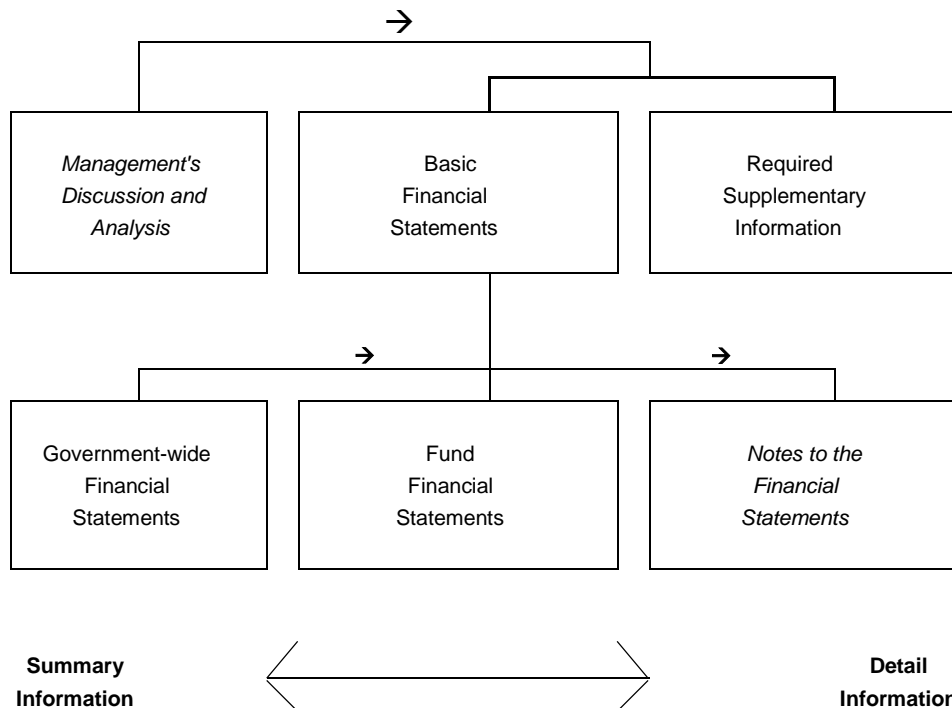 →
Management's
Discussion and
Analysis
Basic
Financial
Statements
Required
Supplementary
Information
→
→
Government-wide
Financial
Statements
Fund
Financial
Statements
Notes to the
Financial
Statements
Summary
Information
Detail
Information